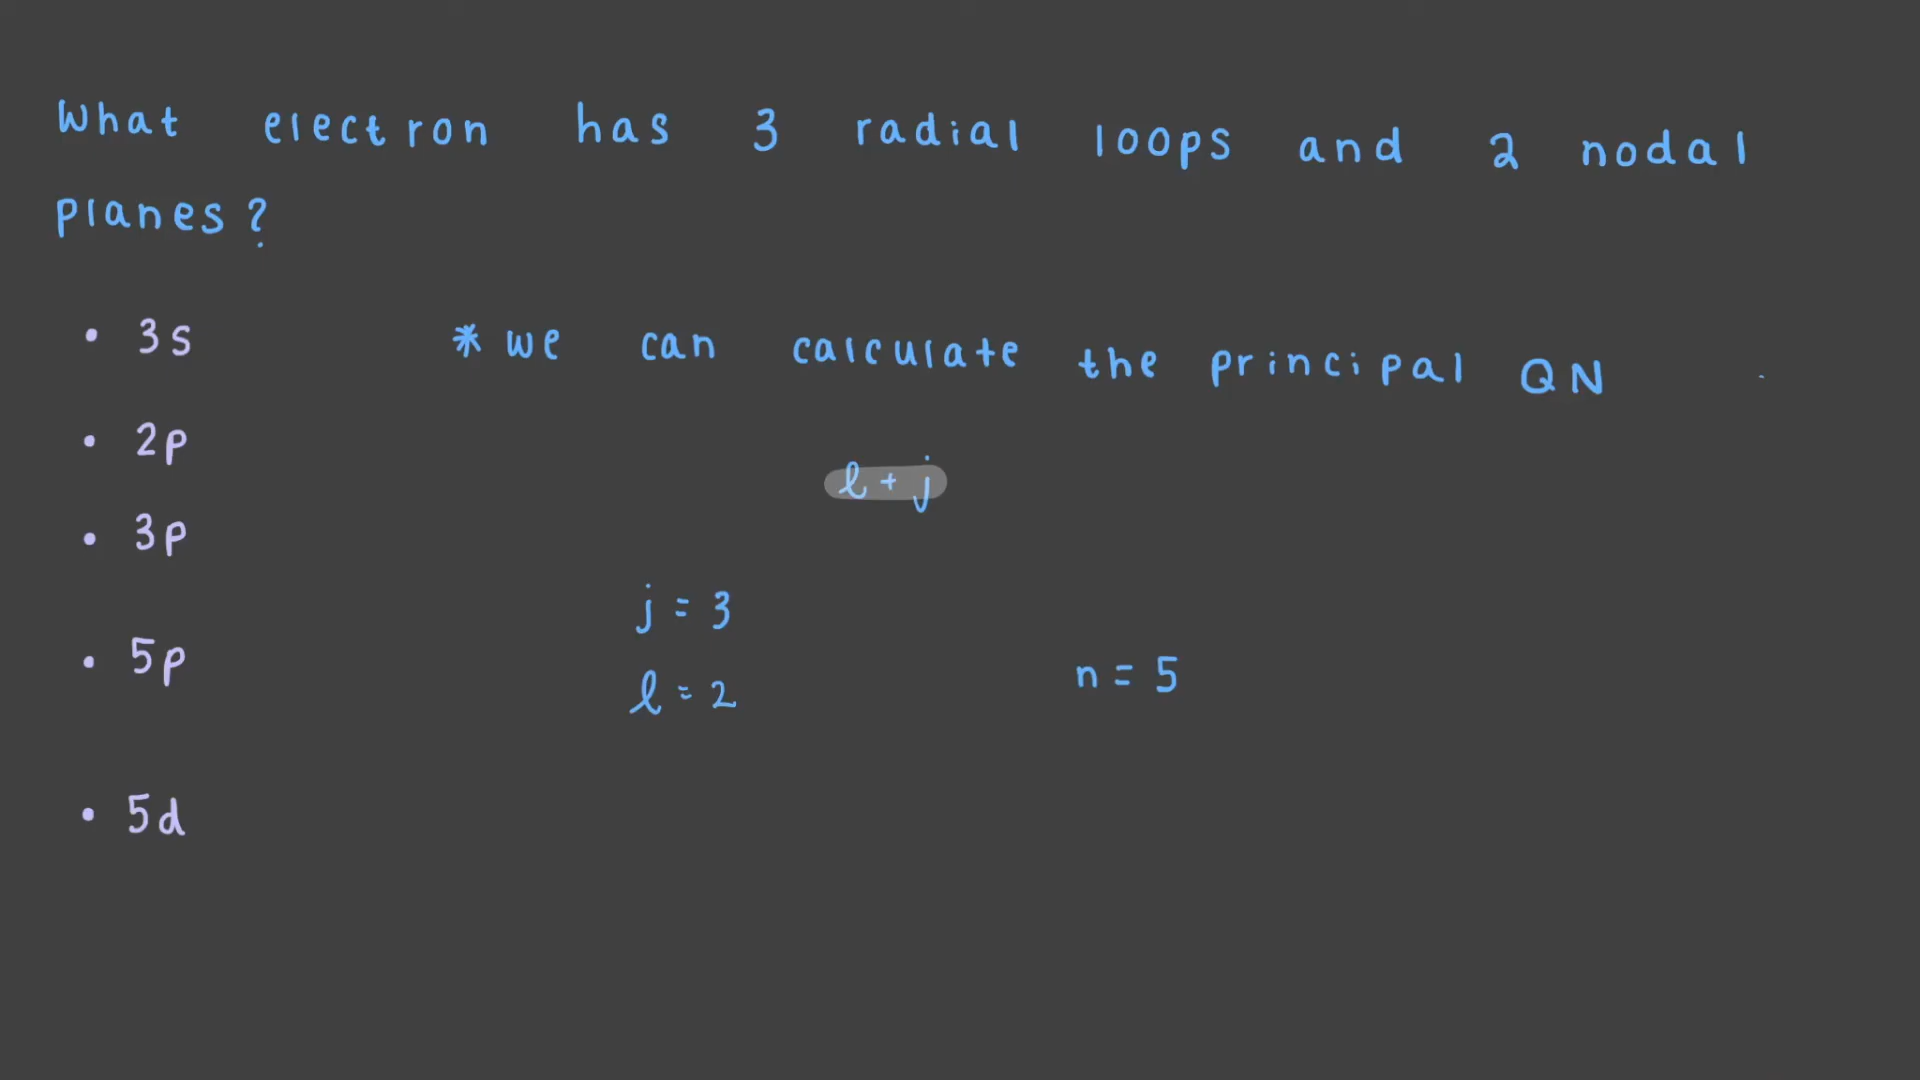 What electron has 3 radial loops and 2 nodal
planes?
• 3s
* we can calculate the principal QN
• 2p
l + j
• 3p
j = 3
• 5p
n = 5
l = 2
• 5d